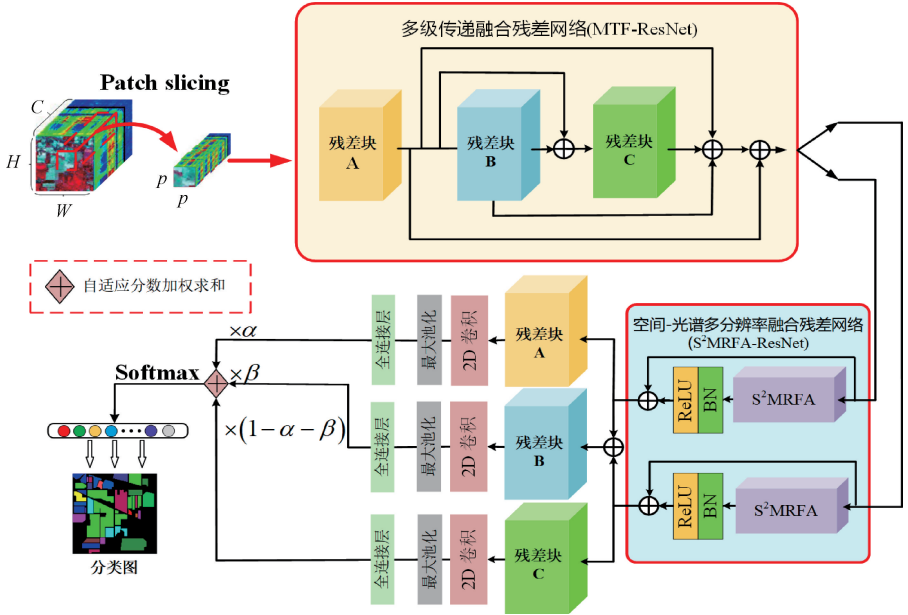 多级传递融合残差网络(MTF-ResNet)
Patch slicing
C
H
W
p
p
残差块
A
残差块
B
残差块
C
自适应分数加权求和
空间-光谱多分辨率融合残差网络
(S²MRFA-ResNet)
ReLU
BN
S²MRFA
ReLU
BN
S²MRFA
残差块
A
2D 卷积
最大池化
全连接层
×α
残差块
B
2D 卷积
最大池化
全连接层
×β
残差块
C
2D 卷积
最大池化
全连接层
×(1−α−β)
Softmax
分类图